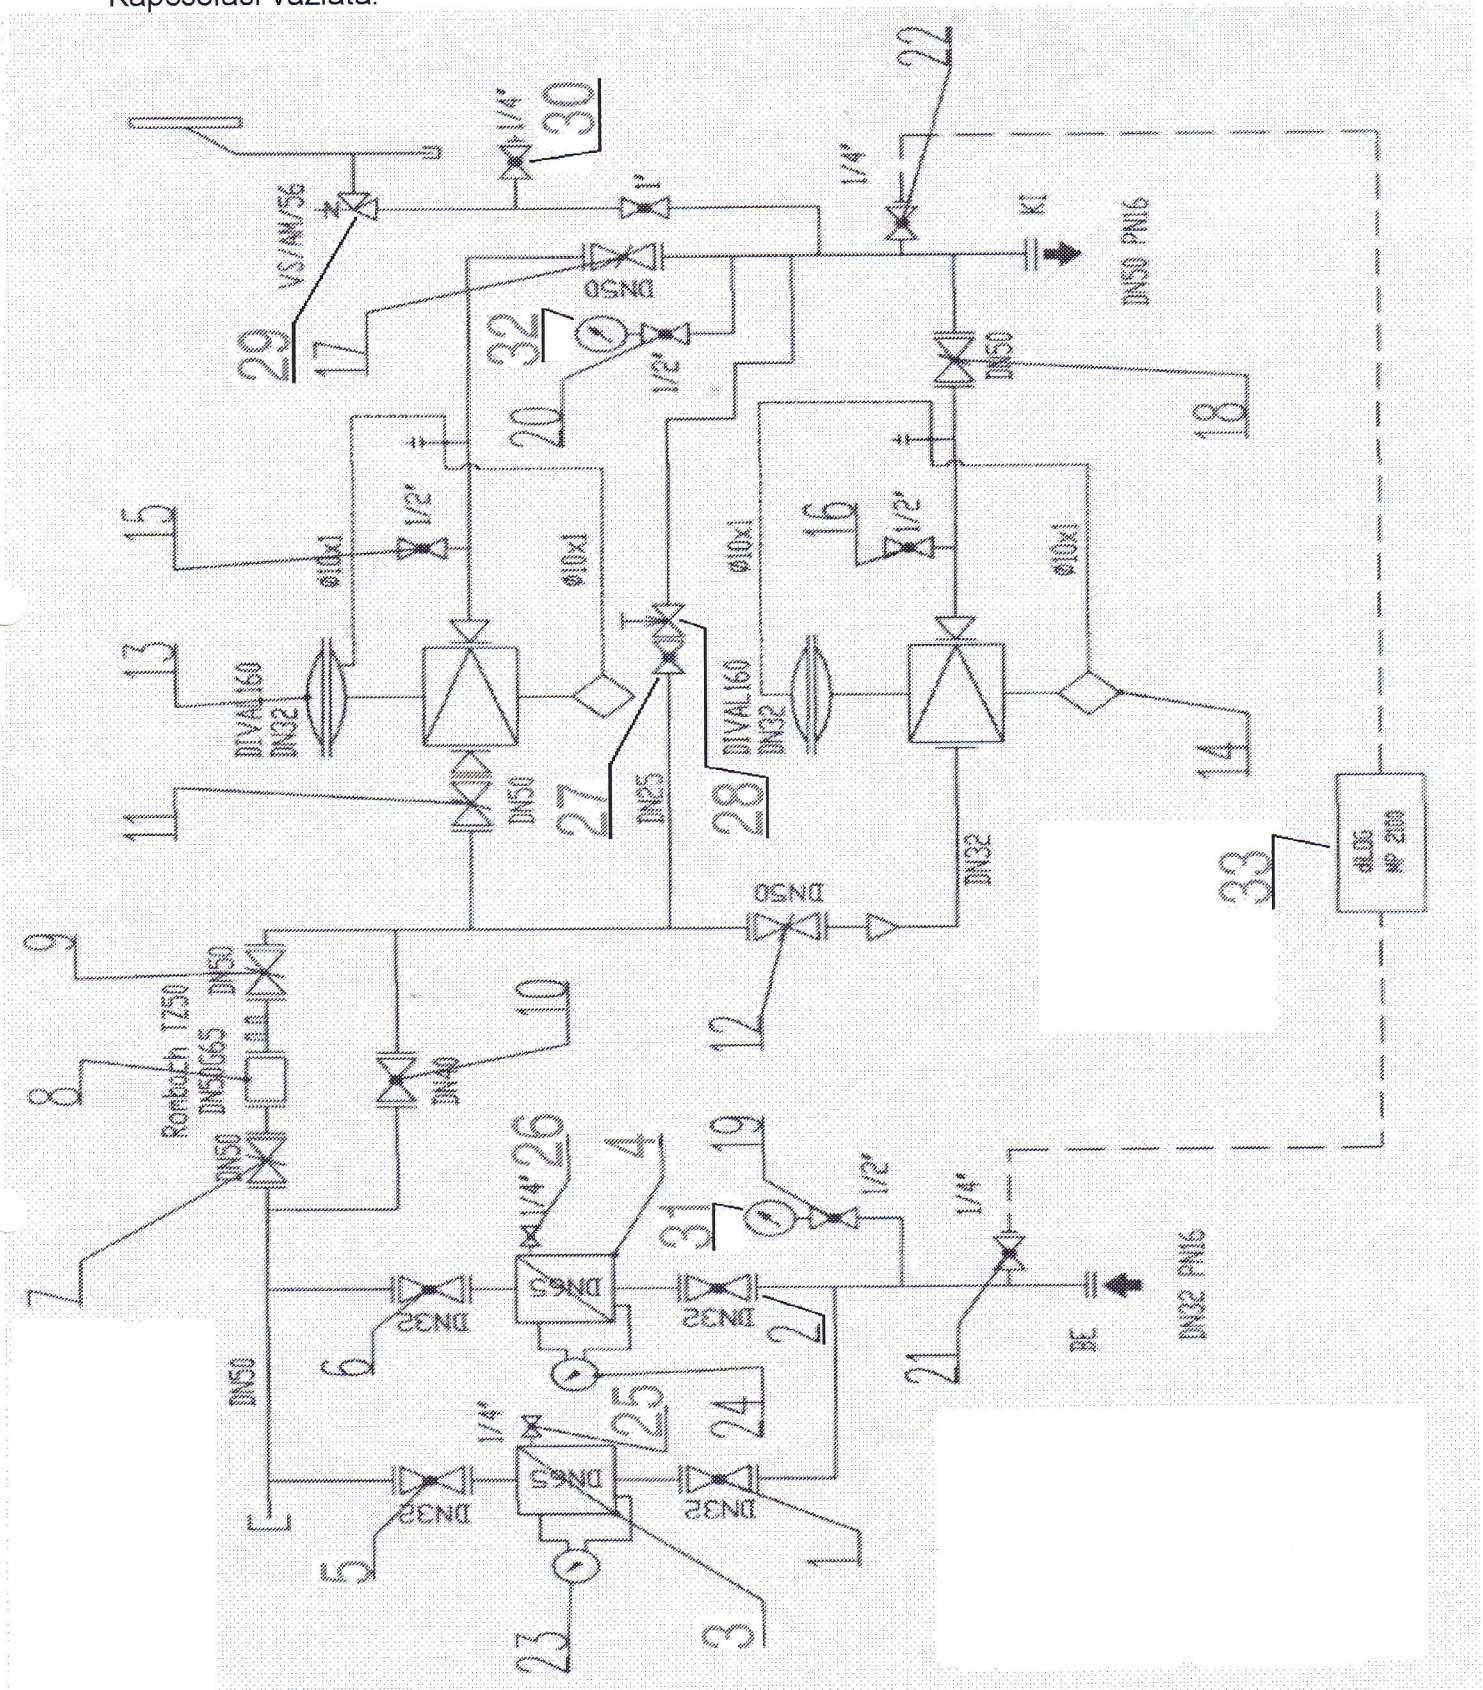 Kapcsolási vázlata.
7
8
9
11
13
15
Rombach TZ50
DN50G65
DN50
DN50
DN50
DIVAL160
DN32
29
17
VS/AM/56
5
6
ø10x1
1/2"
DN32
DN32
DN40
10
1/4"
23
26
1/4"
4
DN65
DN65
DN50
ø10x1
27
20
32
DN50
30
1/4"
25
DN25
1/2"
1"
31
3
24
19
12
28
DN32
DN32
2
DN50
DIVAL160
DN32
ø10x1
16
1/2"
1
1/2"
1/4"
22
21
1/4"
DN32
DN50
BE
KI
ø10x1
DN32 PN16
DN50 PN16
14
18
33
dLOG
MP 2100